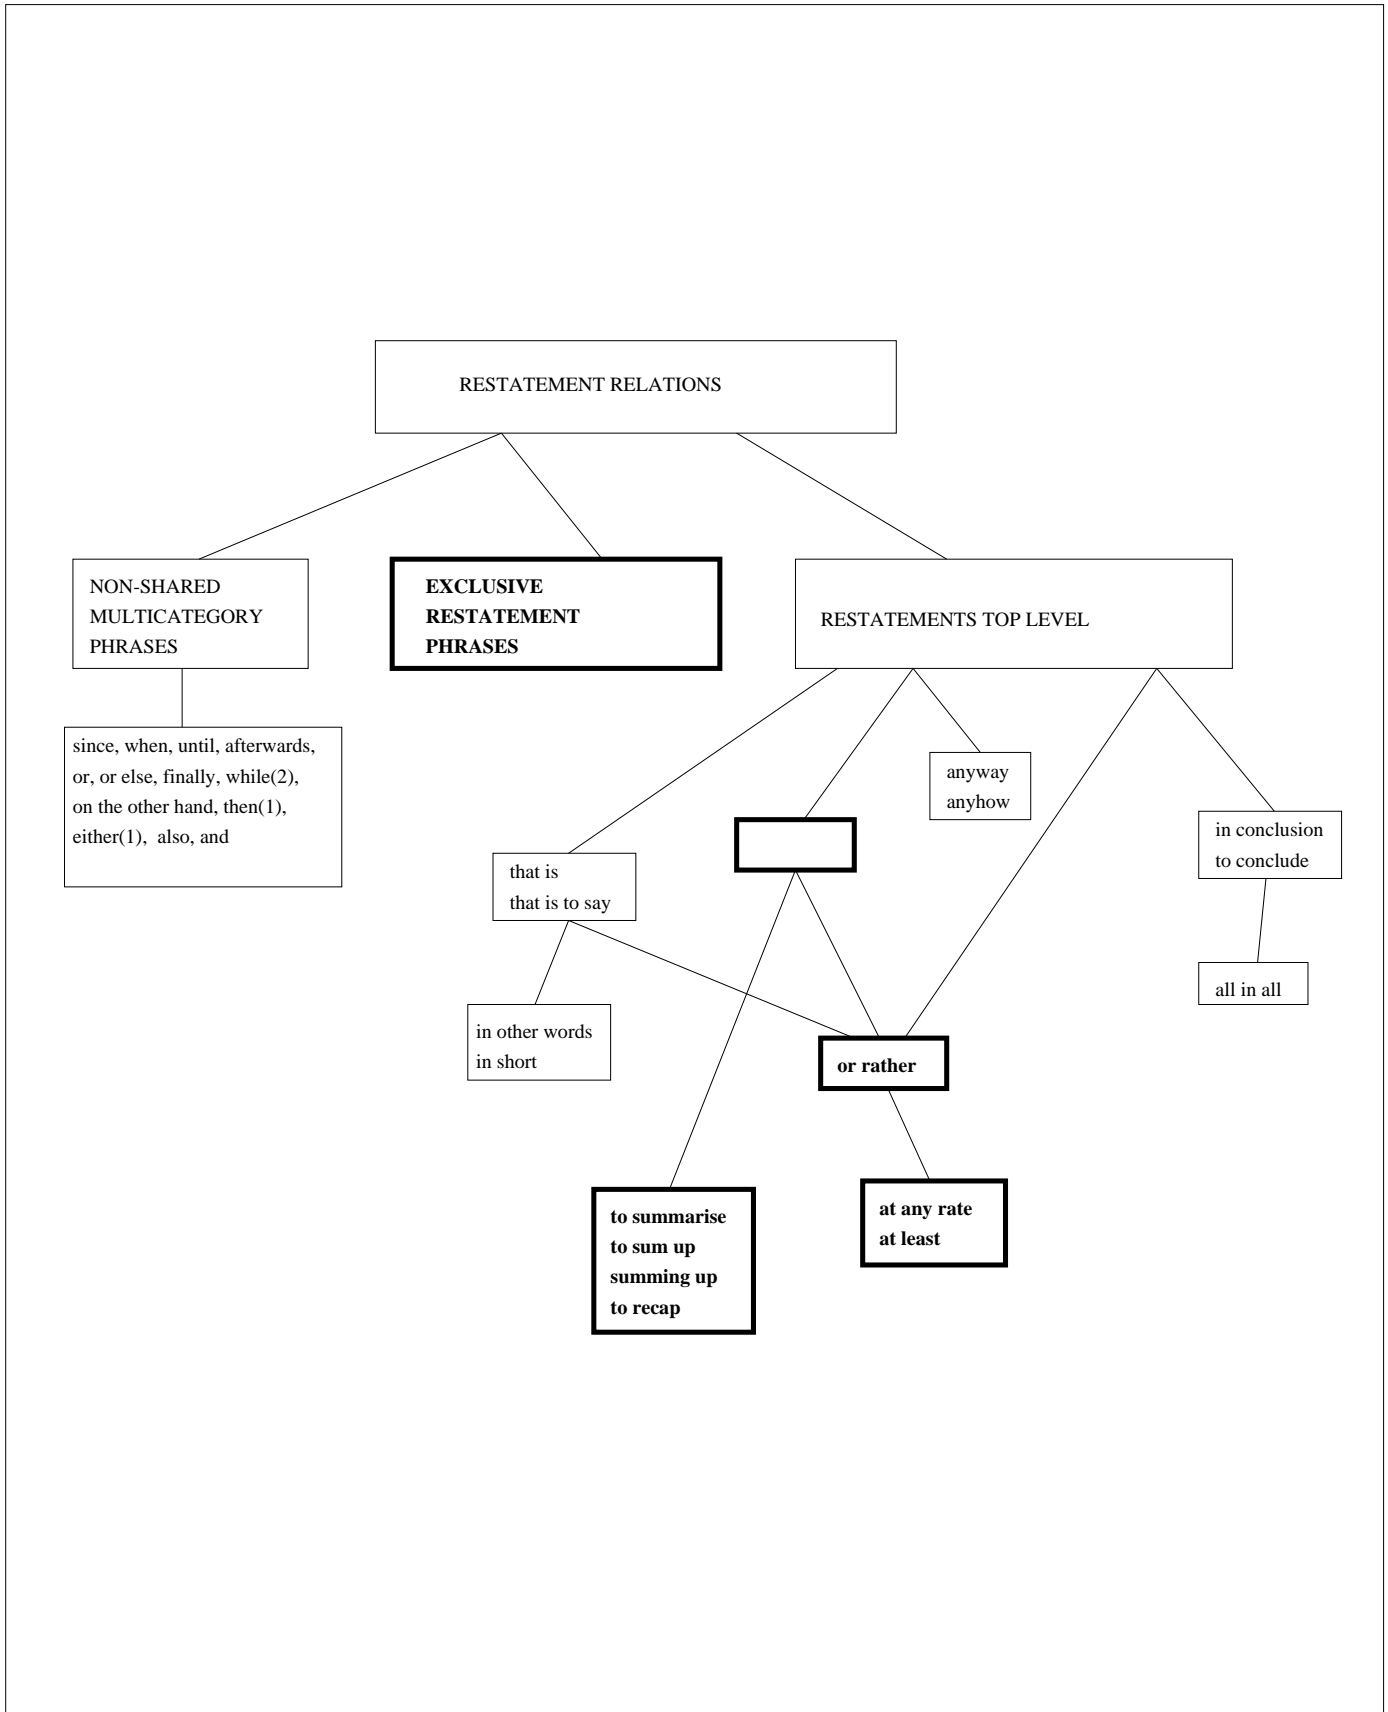 RESTATEMENT RELATIONS
NON-SHARED
MULTICATEGORY
PHRASES
EXCLUSIVE
RESTATEMENT
PHRASES
RESTATEMENTS TOP LEVEL
since, when, until, afterwards,
or, or else, finally, while(2),
on the other hand, then(1),
either(1), also, and
anyway
anyhow
in conclusion
to conclude
that is
that is to say
all in all
in other words
in short
or rather
to summarise
to sum up
summing up
to recap
at any rate
at least